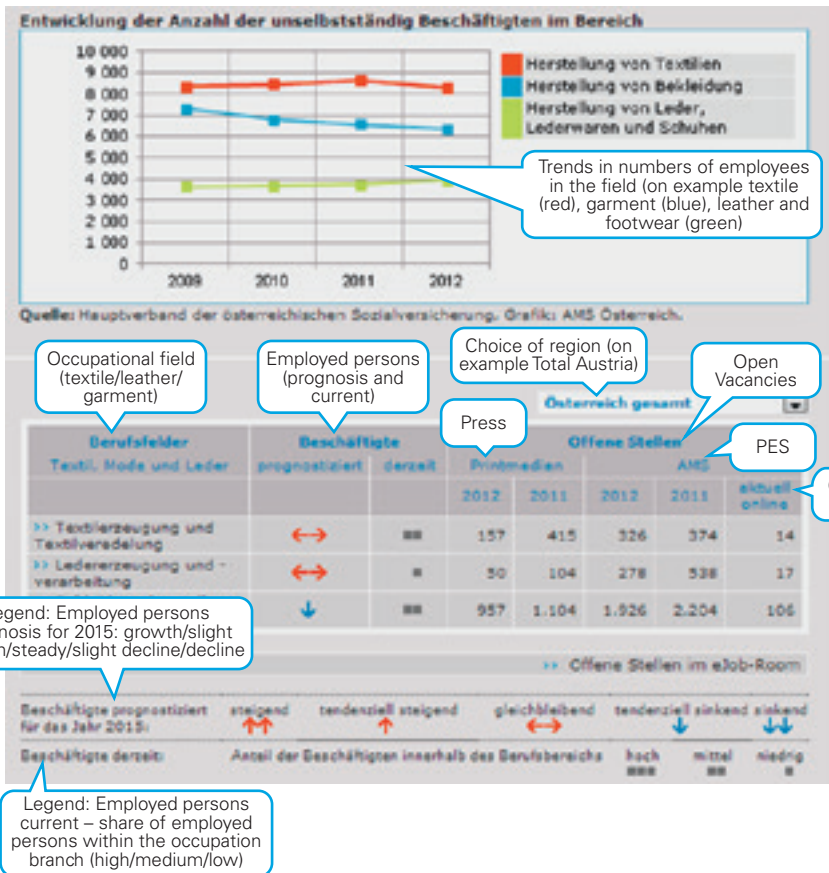 Entwicklung der Anzahl der unselbstständig Beschäftigten im Bereich
10 000
9 000
8 000
7 000
6 000
5 000
4 000
3 000
2 000
1 000
0
2009 2010 2011 2012
Herstellung von Textilien
Herstellung von Bekleidung
Herstellung von Leder,
Lederwaren und Schuhen
Trends in numbers of employees
in the field (on example textile
(red), garment (blue), leather and
footwear (green)
Quelle: Hauptverband der österreichischen Sozialversicherung. Grafik: AMS Österreich.
Occupational field
(textile/leather/
garment)
Employed persons
(prognosis and
current)
Choice of region (on
example Total Austria)
Open
Vacancies
Press
PES
Österreich gesamt
Berufsfelder Beschäftigte Offene Stellen
Textil, Mode und Leder prognostiziert derzeit Printmedien AMS
2012 2011 2012 2011 aktuell
online
>> Textilerzeugung und
Textilveredelung
157 415 326 374 14
>> Ledererzeugung und -
verarbeitung
50 104 278 538 17
957 1.104 1.926 2.204 106
egend: Employed persons
nosis for 2015: growth/slight
/steady/slight decline/decline
>> Offene Stellen im eJob-Room
Beschäftigte prognostiziert
für das Jahr 2015:
steigend tendenziell steigend gleichbleibend tendenziell sinkend sinkend
Beschäftigte derzeit: Anteil der Beschäftigten innerhalb des Berufsbereichs hoch mittel niedrig
Legend: Employed persons
current – share of employed
persons within the occupation
branch (high/medium/low)